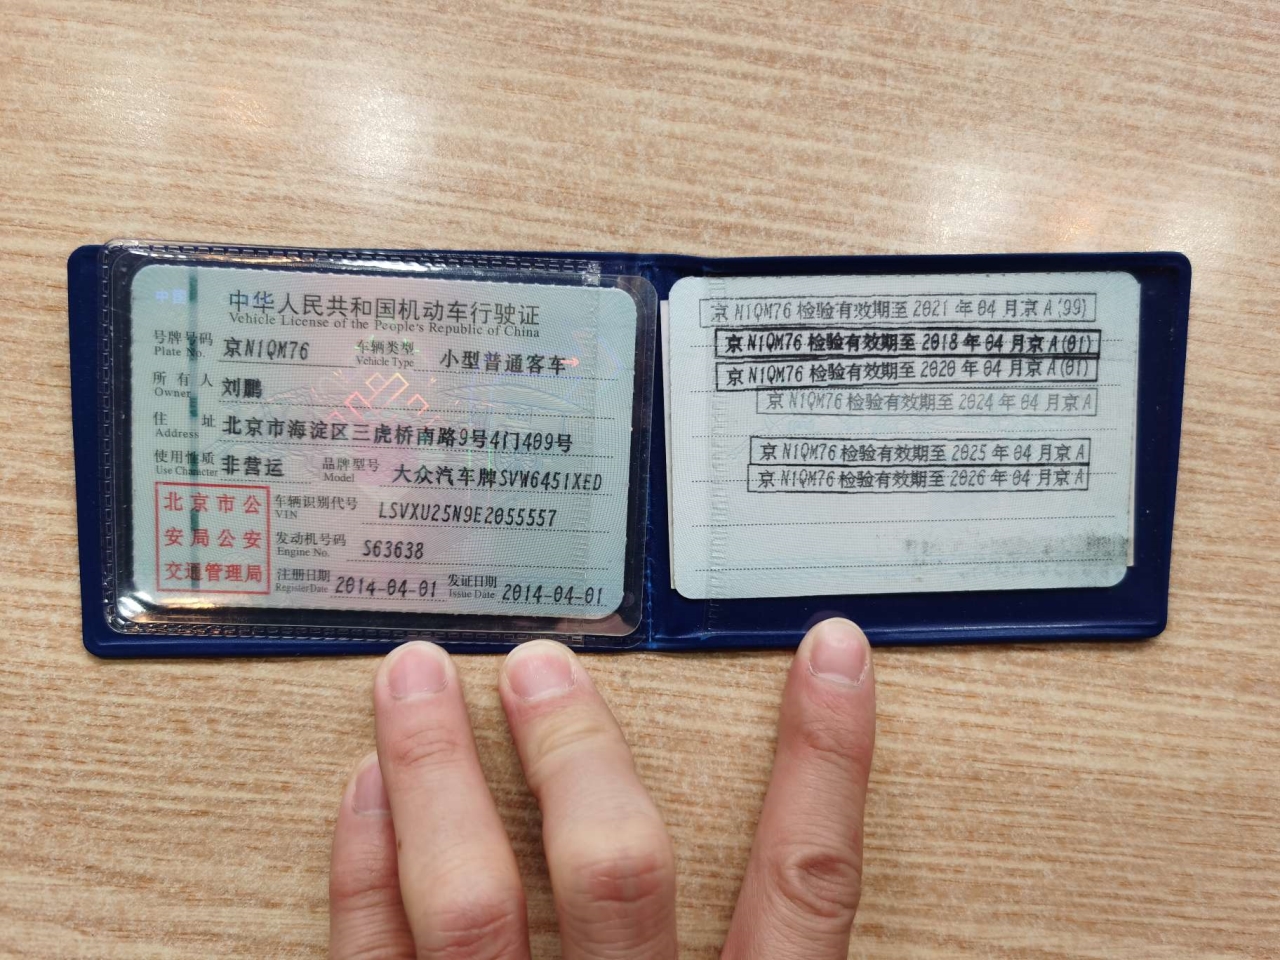 中国
中华人民共和国机动车行驶证
Vehicle License of the People's Republic of China
号牌号码 京N1QM76 车辆类型 小型普通客车
Plate No. Vehicle Type
所有人 刘鹏
Owner
住址 北京市海淀区三虎桥南路9号4门409号
Address
使用性质 非营运 品牌型号 大众汽车牌SVW6451XED
Use Character Model
北京市公安局公安交通管理局
车辆识别代号 LSVXU25N9E2055557
VIN
发动机号码 S63638
Engine No.
注册日期 2014-04-01 发证日期 2014-04-01
Register Date Issue Date
京N1QM76检验有效期至2021年04月京A(99)
京N1QM76检验有效期至2018年04月京A(01)
京N1QM76检验有效期至2020年04月京A(01)
京N1QM76检验有效期至2024年04月京A
京N1QM76检验有效期至2025年04月京A
京N1QM76检验有效期至2026年04月京A